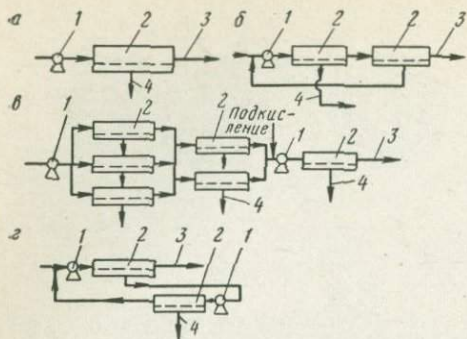 а 1 2 3 б 1 2 2 3
4 4
в 1 2 2 Подкис-
ление 1 2 3
4 4
г 1 2 3 2 1
4